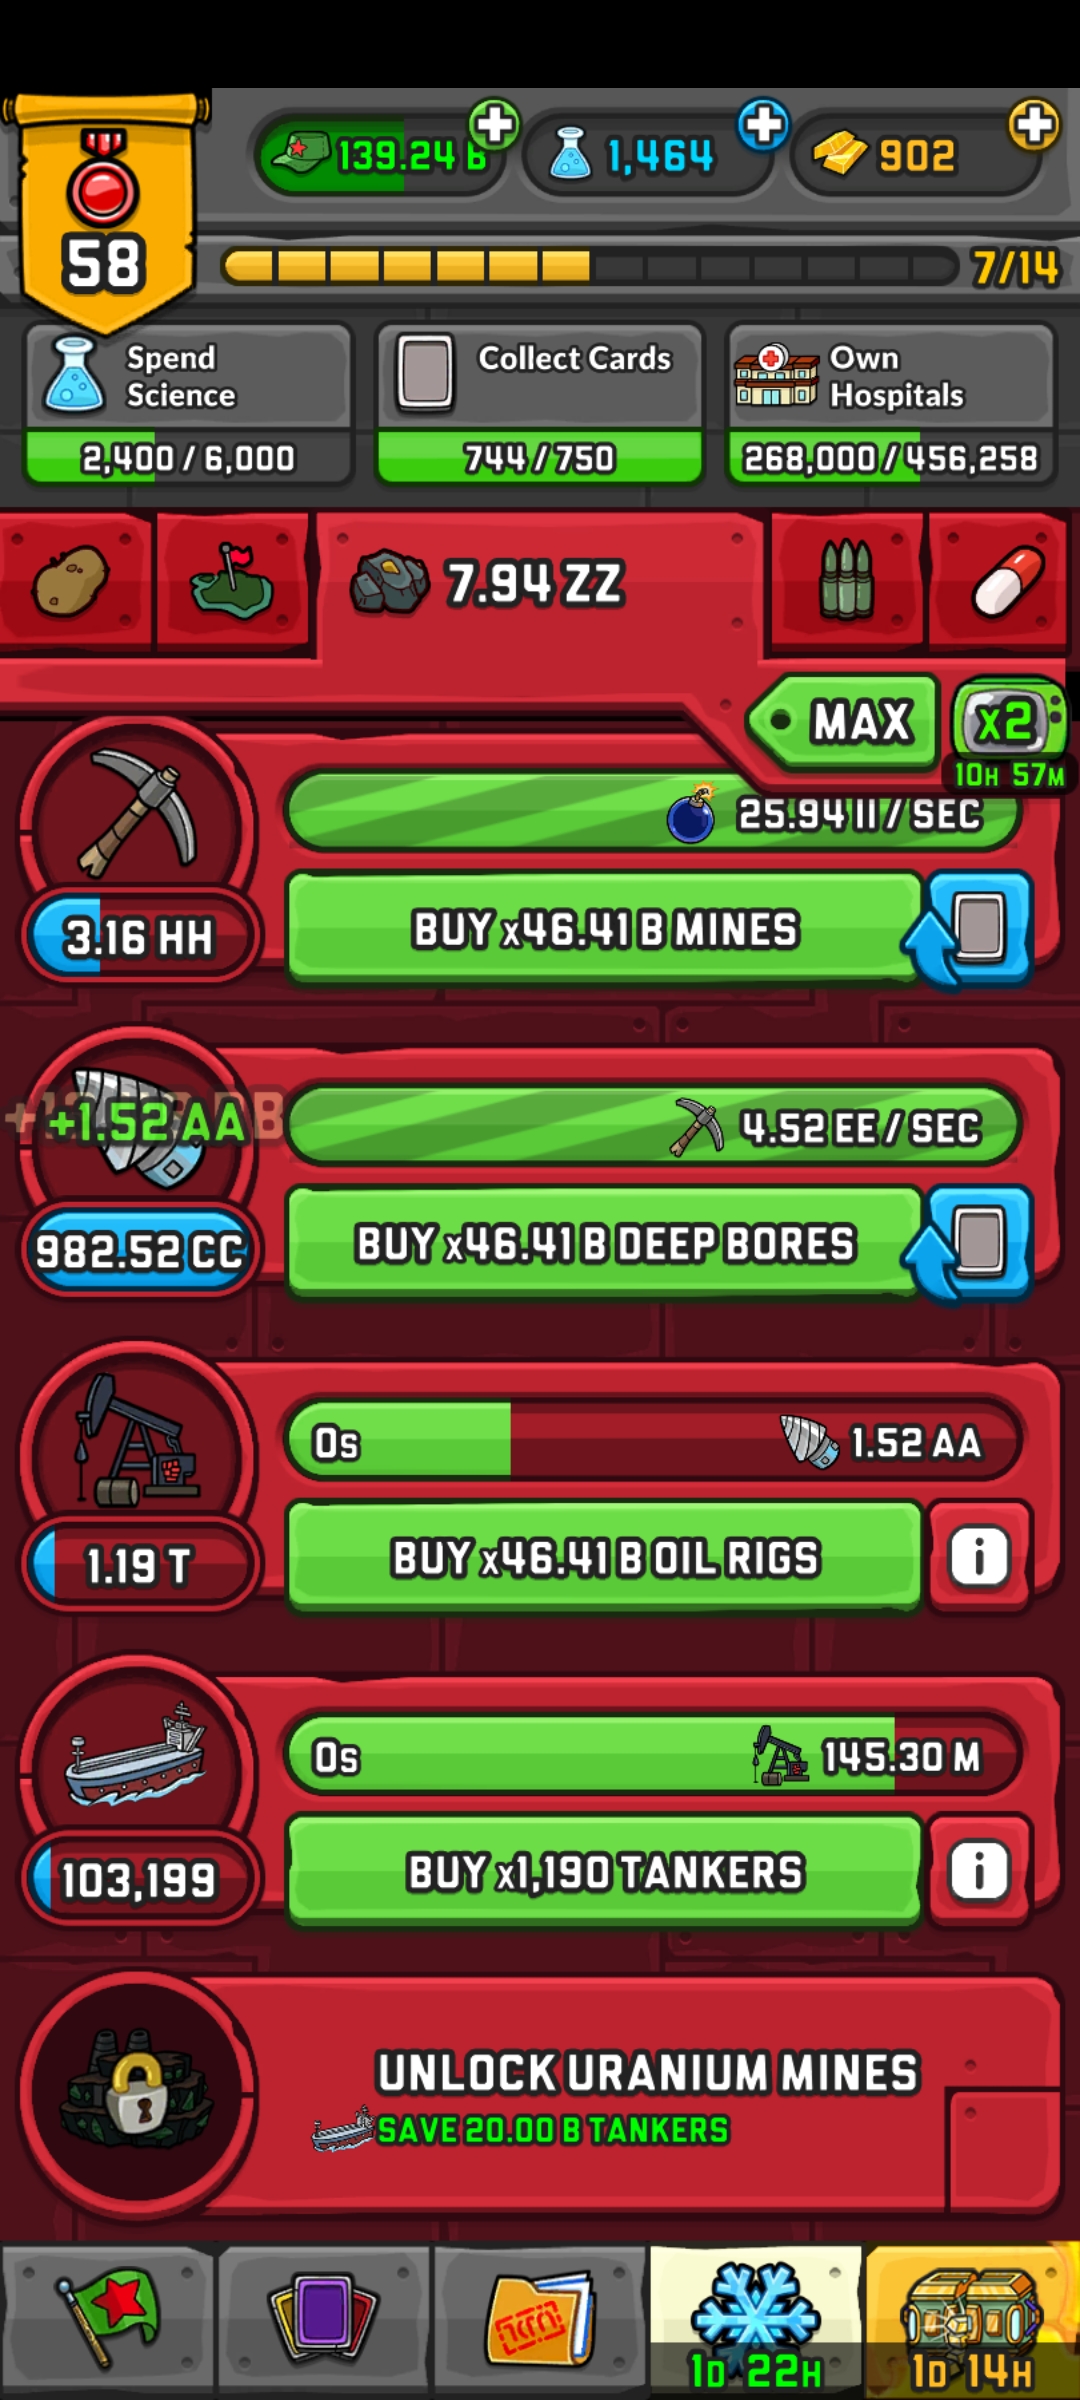 139.24 B
1,464
902
58
7/14
Spend
Science
2,400 / 6,000
Collect Cards
744 / 750
Own
Hospitals
268,000 / 456,258
7.94 ZZ
MAX
x2
10H 57M
25.94 II / SEC
3.16 HH
BUY x46.41 B MINES
+1.52 AA
4.52 EE / SEC
982.52 CC
BUY x46.41 B DEEP BORES
0s
1.52 AA
1.19 T
BUY x46.41 B OIL RIGS
i
0s
145.30 M
103,199
BUY x1,190 TANKERS
i
UNLOCK URANIUM MINES
SAVE 20.00 B TANKERS
1D 22H
1D 14H